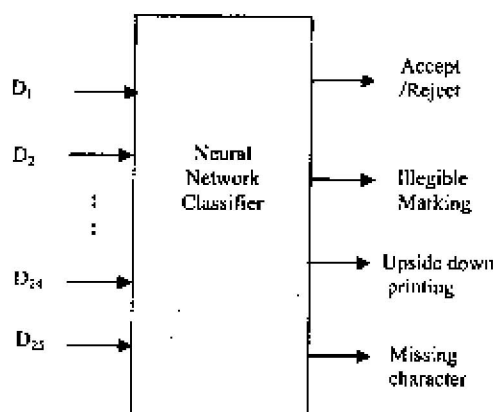 D₁
D₂
⋮
D₂₄
D₂₅
Neural
Network
Classifier
Accept
/Reject
Illegible
Marking
Upside down
printing
Missing
character